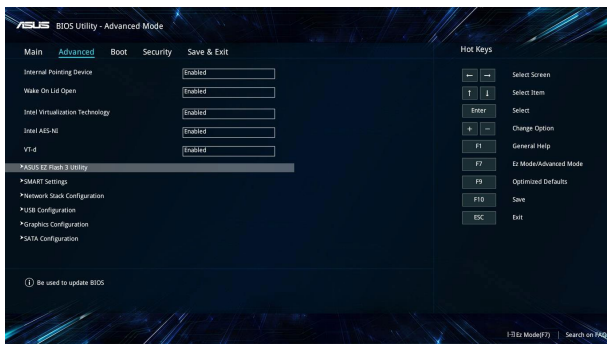 ASUS BIOS Utility - Advanced Mode
Main Advanced Boot Security Save & Exit
Internal Pointing Device Enabled
Wake On Lid Open Enabled
Intel Virtualization Technology Enabled
Intel AES-NI Enabled
VT-d Enabled
ASUS EZ Flash 3 Utility
SMART Settings
Network Stack Configuration
USB Configuration
Graphics Configuration
SATA Configuration
Be used to update BIOS
Hot Keys
← → Select Screen
↑ ↓ Select Item
Enter Select
+ - Change Option
F1 General Help
F7 Ez Mode/Advanced Mode
F9 Optimized Defaults
F10 Save
ESC Exit
Ez Mode(F7) | Search on FAQ